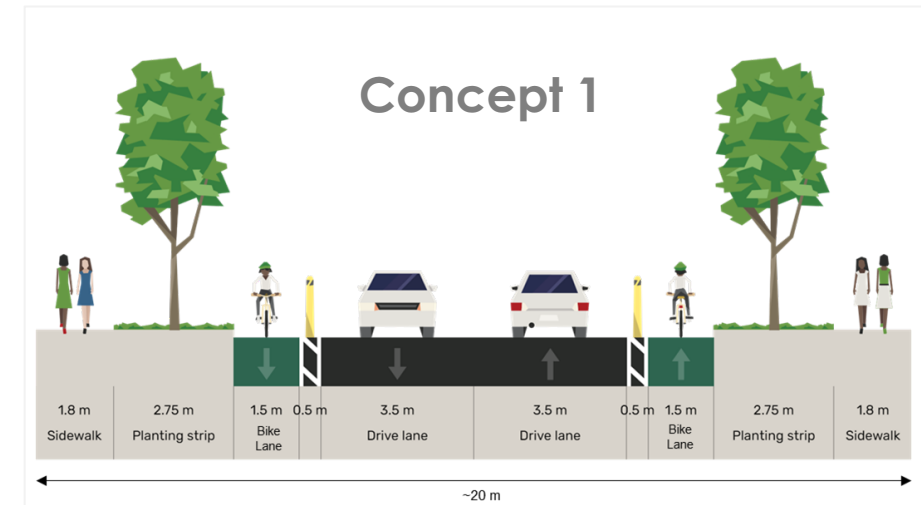 Concept 1
1.8 m 2.75 m 1.5 m 0.5 m 3.5 m 3.5 m 0.5 m 1.5 m 2.75 m 1.8 m
Sidewalk Planting strip Bike Lane Drive lane Drive lane Bike Lane Planting strip Sidewalk
~20 m